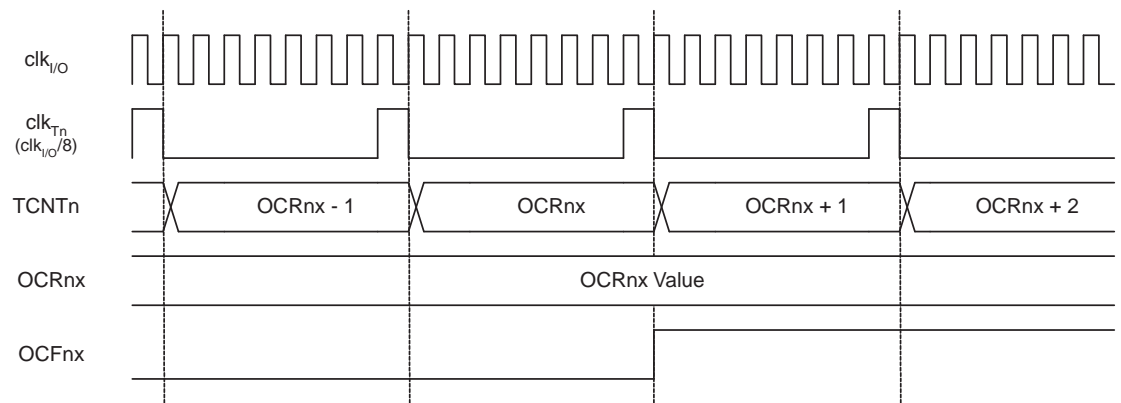 clkI/O
clkTn
(clkI/O/8)
TCNTn OCRnx - 1 OCRnx OCRnx + 1 OCRnx + 2
OCRnx OCRnx Value
OCFnx